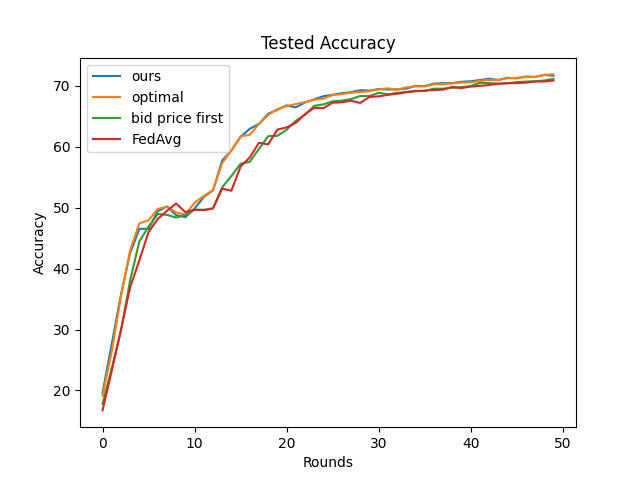 Tested Accuracy
ours
optimal
bid price first
FedAvg
70
60
50
40
30
20
Accuracy
0 10 20 30 40 50
Rounds